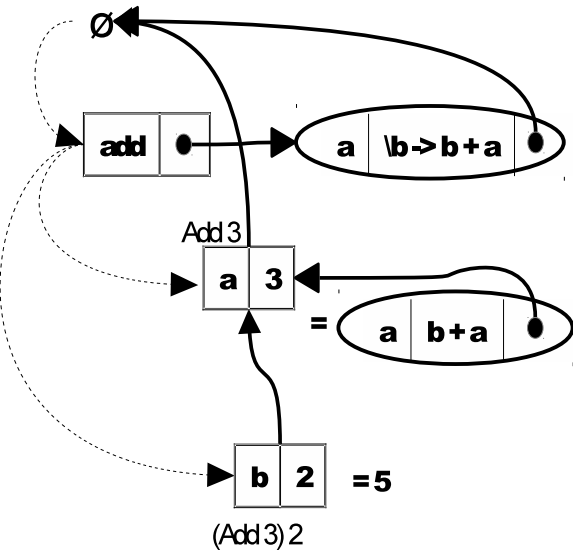 Ø
add
a \b->b+a
Add 3
a 3
= a b+a
b 2 =5
(Add 3) 2